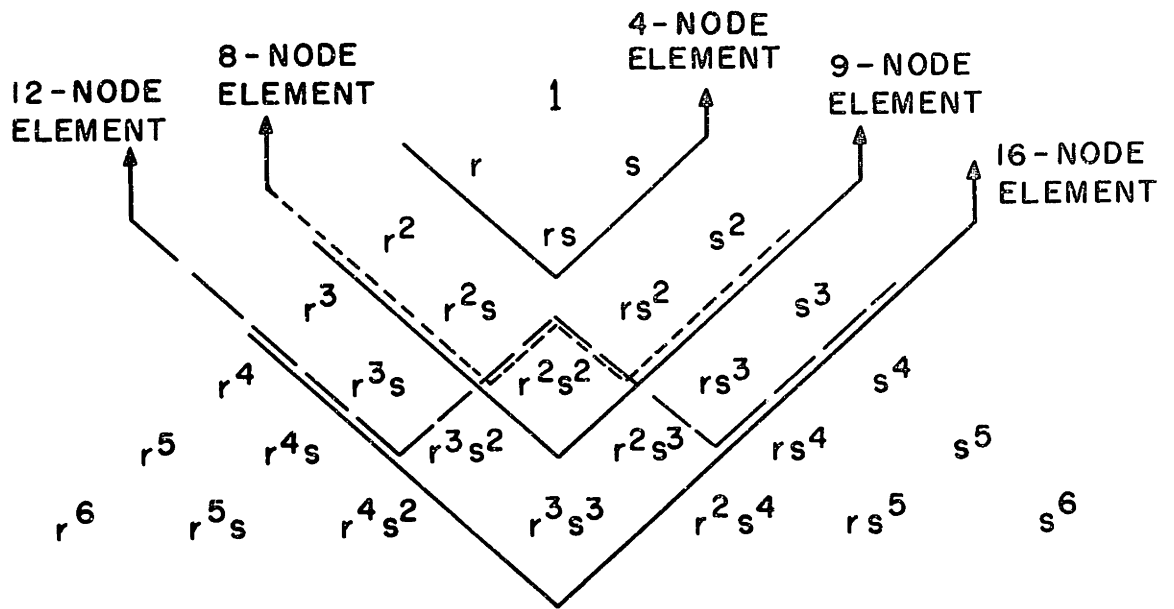 4-NODE
ELEMENT
8-NODE
ELEMENT
9-NODE
ELEMENT
12-NODE
ELEMENT
1
16-NODE
ELEMENT
r s
r² rs s²
r³ r²s rs² s³
r⁴ r³s r²s² rs³ s⁴
r⁵ r⁴s r³s² r²s³ rs⁴ s⁵
r⁶ r⁵s r⁴s² r³s³ r²s⁴ rs⁵ s⁶